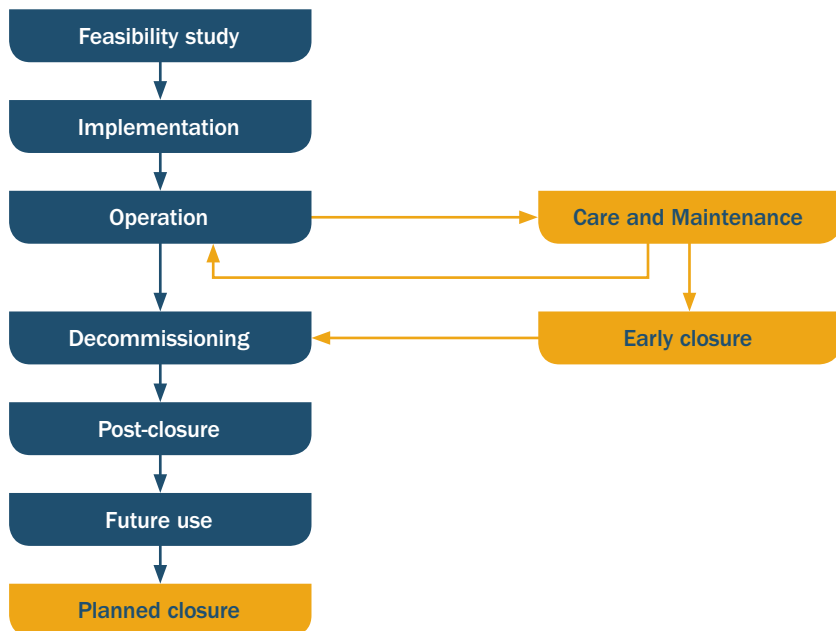 Feasibility study
Implementation
Operation
Care and Maintenance
Decommissioning
Early closure
Post-closure
Future use
Planned closure